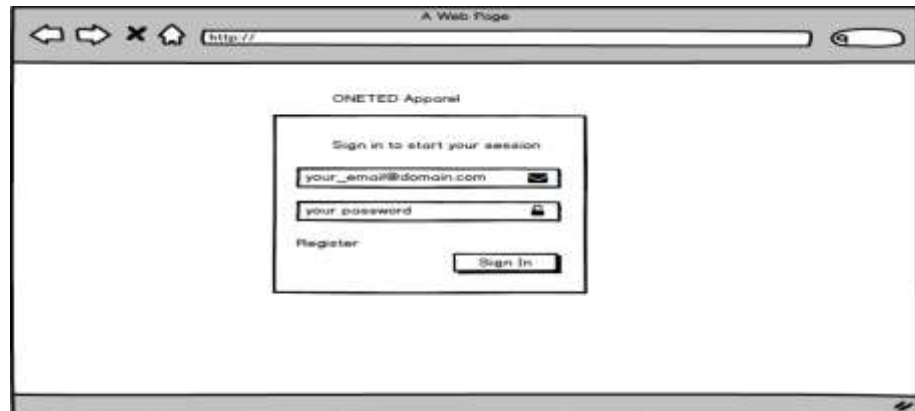 A Web Page
http://
ONETED Apparel
Sign in to start your session
your_email@domain.com
your password
Register
Sign In